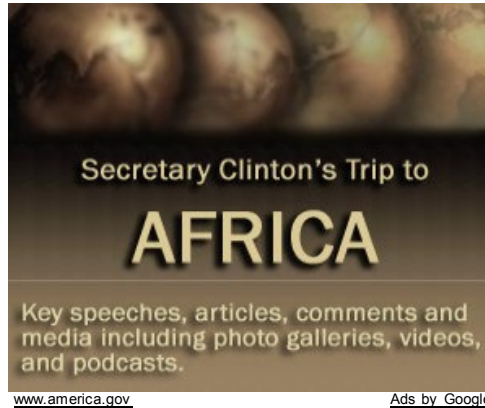 Secretary Clinton's Trip to
AFRICA
Key speeches, articles, comments and
media including photo galleries, videos,
and podcasts.
www.america.gov
Ads by Google